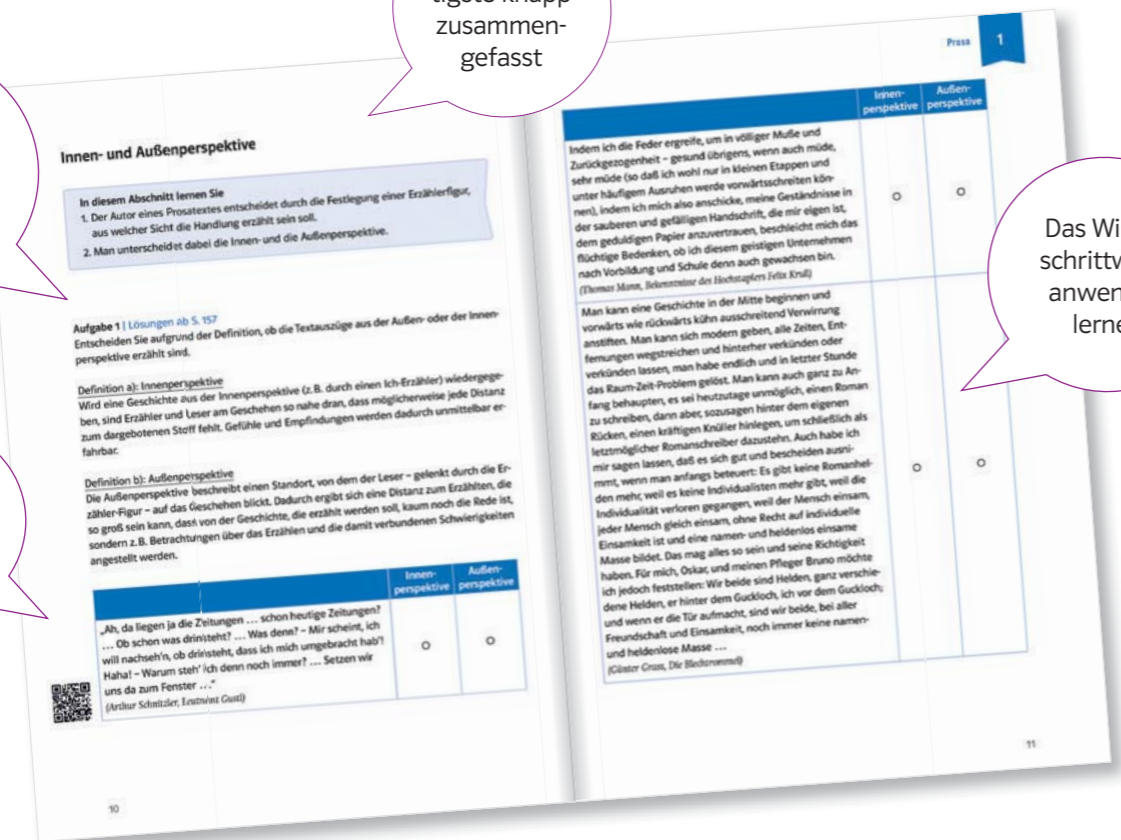 tigste knapp
zusammen-
gefasst
Innen- und Außenperspektive
In diesem Abschnitt lernen Sie
1. Der Autor eines Prosatextes entscheidet durch die Festlegung einer Erzählerfigur,
aus welcher Sicht die Handlung erzählt sein soll.
2. Man unterscheidet dabei die Innen- und die Außenperspektive.
Aufgabe 1 | Lösungen ab S. 157
Entscheiden Sie aufgrund der Definition, ob die Textauszüge aus der Außen- oder der Innen-
perspektive erzählt sind.
Definition a): Innenperspektive
Wird eine Geschichte aus der Innenperspektive (z. B. durch einen Ich-Erzähler) wiedergege-
ben, sind Erzähler und Leser am Geschehen so nahe dran, dass möglicherweise jede Distanz
zum dargebotenen Stoff fehlt. Gefühle und Empfindungen werden dadurch unmittelbar er-
fahrbar.
Definition b): Außenperspektive
Die Außenperspektive beschreibt einen Standort, von dem der Leser – gelenkt durch die Er-
zähler-Figur – auf das Geschehen blickt. Dadurch ergibt sich eine Distanz zum Erzählten, die
so groß sein kann, dass von der Geschichte, die erzählt werden soll, kaum noch die Rede ist,
sondern z. B. Betrachtungen über das Erzählen und die damit verbundenen Schwierigkeiten
angestellt werden.
Innen-
perspektive
Außen-
perspektive
„Ah, da liegen ja die Zeitungen … schon heutige Zeitungen?
… Ob schon was drinsteht? … Was denn? – Mir scheint, ich
will nachseh'n, ob drinsteht, dass ich mich umgebracht hab'!
Haha! – Warum steh' ich denn noch immer? … Setzen wir
uns da zum Fenster …"
(Arthur Schnitzler, Leutnant Gustl)
10
Prosa 1
Innen-
perspektive
Außen-
perspektive
Indem ich die Feder ergreife, um in völliger Muße und
Zurückgezogenheit – gesund übrigens, wenn auch müde,
sehr müde (so daß ich wohl nur in kleinen Etappen und
unter häufigem Ausruhen werde vorwärtsschreiten kön-
nen), indem ich mich also anschicke, meine Geständnisse in
der sauberen und gefälligen Handschrift, die mir eigen ist,
dem geduldigen Papier anzuvertrauen, beschleicht mich das
flüchtige Bedenken, ob ich diesem geistigen Unternehmen
nach Vorbildung und Schule denn auch gewachsen bin.
(Thomas Mann, Bekenntnisse des Hochstaplers Felix Krull)
Man kann eine Geschichte in der Mitte beginnen und
vorwärts wie rückwärts kühn ausschreitend Verwirrung
anstiften. Man kann sich modern geben, alle Zeiten, Ent-
fernungen wegstreichen und hinterher verkünden oder
verkünden lassen, man habe endlich und in letzter Stunde
das Raum-Zeit-Problem gelöst. Man kann auch ganz zu An-
fang behaupten, es sei heutzutage unmöglich, einen Roman
zu schreiben, dann aber, sozusagen hinter dem eigenen
Rücken, einen kräftigen Knüller hinlegen, um schließlich als
letztmöglicher Romanschreiber dazustehn. Auch habe ich
mir sagen lassen, daß es sich gut und bescheiden ausni-
mmt, wenn man anfangs beteuert: Es gibt keine Romanhel-
den mehr, weil es keine Individualisten mehr gibt, weil die
Individualität verloren gegangen, weil der Mensch einsam,
jeder Mensch gleich einsam, ohne Recht auf individuelle
Einsamkeit ist und eine namen- und heldenlos einsame
Masse bildet. Das mag alles so sein und seine Richtigkeit
haben. Für mich, Oskar, und meinen Pfleger Bruno möchte
ich jedoch feststellen: Wir beide sind Helden, ganz verschie-
dene Helden, er hinter dem Guckloch, ich vor dem Guckloch;
und wenn er die Tür aufmacht, sind wir beide, bei aller
Freundschaft und Einsamkeit, noch immer keine namen-
und heldenlose Masse …
(Günter Grass, Die Blechtrommel)
11
Das Wi
schrittw
anwen
lerne